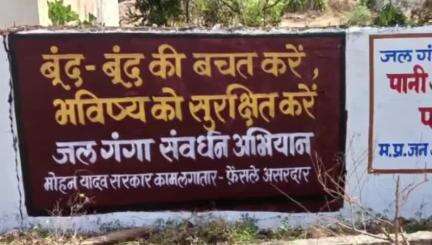 बूंद-बूंद की बचत करें,
भविष्य को सुरक्षित करें
जल गंगा संवर्धन अभियान
मोहन यादव सरकार कामलगातार - फ़ैसले असरदार
जल गं
पानी
म.प्र.जन